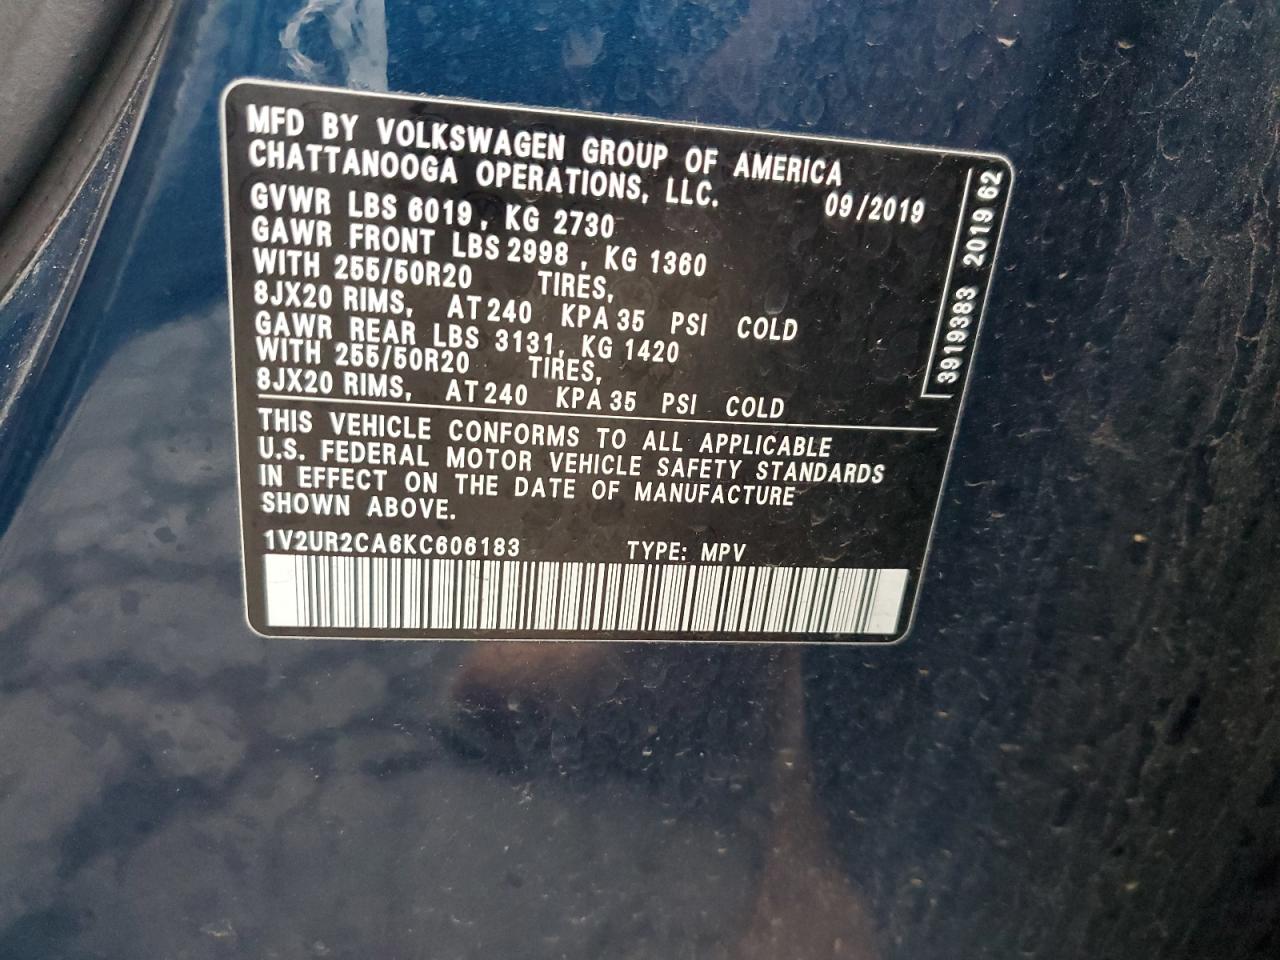 MFD BY VOLKSWAGEN GROUP OF AMERICA
CHATTANOOGA OPERATIONS, LLC.
09/2019
GVWR LBS 6019, KG 2730
GAWR FRONT LBS 2998, KG 1360
WITH 255/50R20 TIRES,
8JX20 RIMS, AT 240 KPA 35 PSI COLD
GAWR REAR LBS 3131, KG 1420
WITH 255/50R20 TIRES,
8JX20 RIMS, AT 240 KPA 35 PSI COLD
THIS VEHICLE CONFORMS TO ALL APPLICABLE
U.S. FEDERAL MOTOR VEHICLE SAFETY STANDARDS
IN EFFECT ON THE DATE OF MANUFACTURE
SHOWN ABOVE.
1V2UR2CA6KC606183 TYPE: MPV
3919383 2019 62